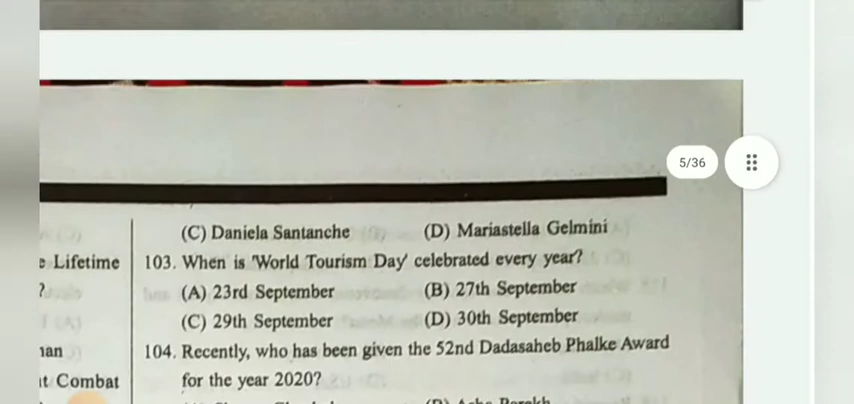 5/36
(C) Daniela Santanche (D) Mariastella Gelmini
e Lifetime
103. When is 'World Tourism Day' celebrated every year?
?
(A) 23rd September (B) 27th September
(C) 29th September (D) 30th September
104. Recently, who has been given the 52nd Dadasaheb Phalke Award
for the year 2020?
t Combat